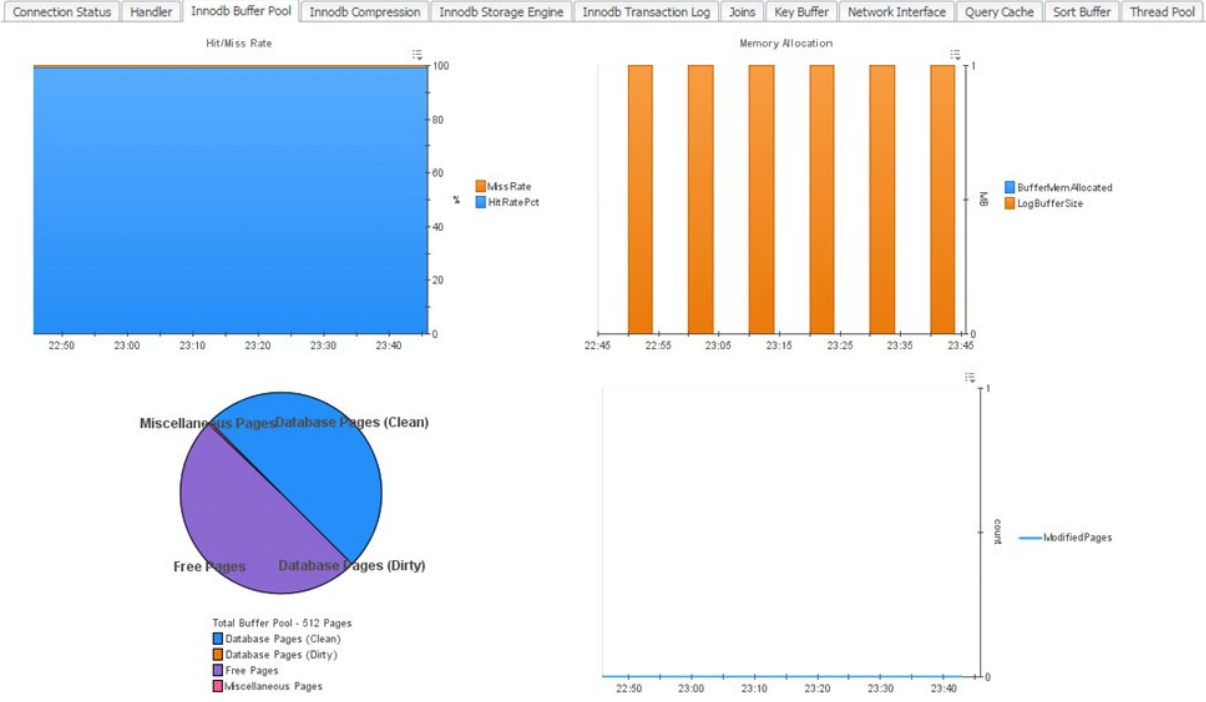 Connection Status Handler Innodb Buffer Pool Innodb Compression Innodb Storage Engine Innodb Transaction Log Joins Key Buffer Network Interface Query Cache Sort Buffer Thread Pool
Hit/Miss Rate
100
80
60
40
20
0
%
MissRate
HitRatePct
22:50 23:00 23:10 23:20 23:30 23:40
Memory Allocation
1
0
MB
BufferMemAllocated
LogBufferSize
22:45 22:55 23:05 23:15 23:25 23:35 23:45
Miscellaneous Pages Database Pages (Clean)
Free Pages Database Pages (Dirty)
Total Buffer Pool - 512 Pages
Database Pages (Clean)
Database Pages (Dirty)
Free Pages
Miscellaneous Pages
1
0
count
ModifiedPages
22:50 23:00 23:10 23:20 23:30 23:40